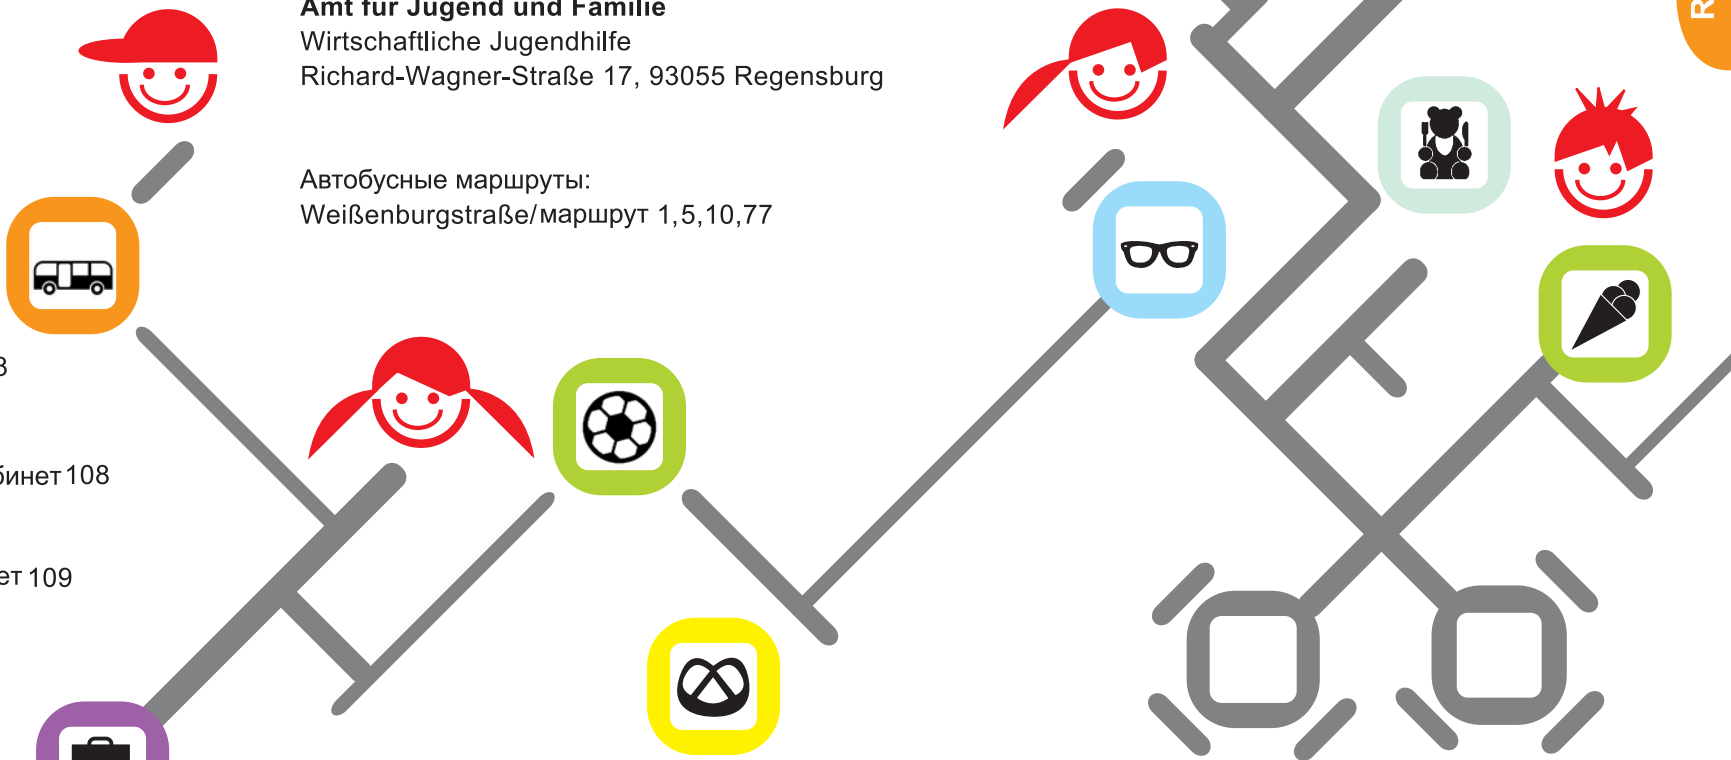 Amt für Jugend und Familie
Wirtschaftliche Jugendhilfe
Richard-Wagner-Straße 17, 93055 Regensburg
Автобусные маршруты:
Weißenburgstraße/маршрут 1,5,10,77
3
бинет 108
ет 109
R